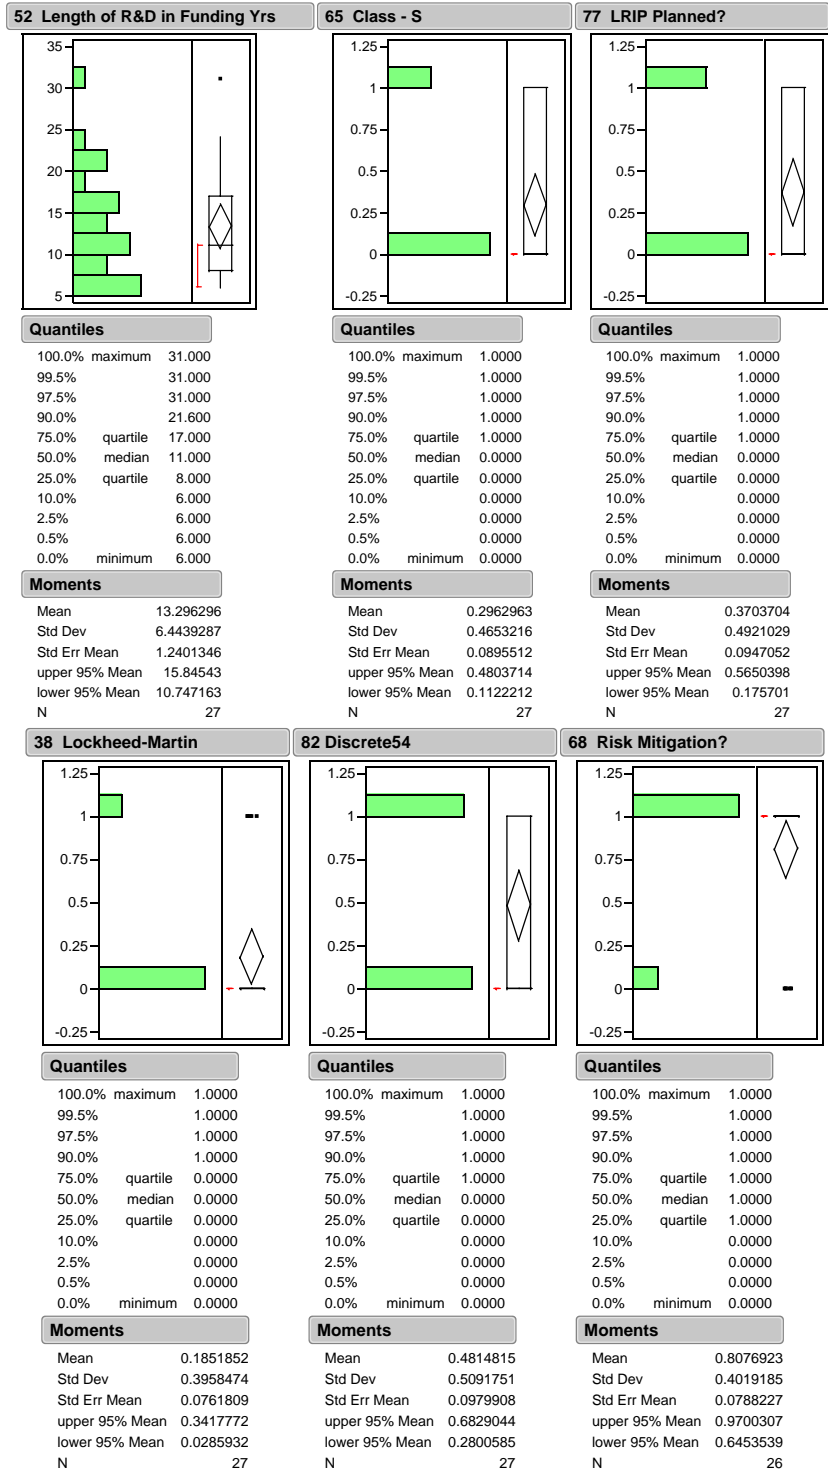 52 Length of R&D in Funding Yrs
35
30
25
20
15
10
5
Quantiles
100.0% maximum 31.000
99.5% 31.000
97.5% 31.000
90.0% 21.600
75.0% quartile 17.000
50.0% median 11.000
25.0% quartile 8.000
10.0% 6.000
2.5% 6.000
0.5% 6.000
0.0% minimum 6.000
Moments
Mean 13.296296
Std Dev 6.4439287
Std Err Mean 1.2401346
upper 95% Mean 15.84543
lower 95% Mean 10.747163
N 27
65 Class - S
1.25
1
0.75
0.5
0.25
0
-0.25
Quantiles
100.0% maximum 1.0000
99.5% 1.0000
97.5% 1.0000
90.0% 1.0000
75.0% quartile 1.0000
50.0% median 0.0000
25.0% quartile 0.0000
10.0% 0.0000
2.5% 0.0000
0.5% 0.0000
0.0% minimum 0.0000
Moments
Mean 0.2962963
Std Dev 0.4653216
Std Err Mean 0.0895512
upper 95% Mean 0.4803714
lower 95% Mean 0.1122212
N 27
77 LRIP Planned?
1.25
1
0.75
0.5
0.25
0
-0.25
Quantiles
100.0% maximum 1.0000
99.5% 1.0000
97.5% 1.0000
90.0% 1.0000
75.0% quartile 1.0000
50.0% median 0.0000
25.0% quartile 0.0000
10.0% 0.0000
2.5% 0.0000
0.5% 0.0000
0.0% minimum 0.0000
Moments
Mean 0.3703704
Std Dev 0.4921029
Std Err Mean 0.0947052
upper 95% Mean 0.5650398
lower 95% Mean 0.175701
N 27
38 Lockheed-Martin
1.25
1
0.75
0.5
0.25
0
-0.25
Quantiles
100.0% maximum 1.0000
99.5% 1.0000
97.5% 1.0000
90.0% 1.0000
75.0% quartile 0.0000
50.0% median 0.0000
25.0% quartile 0.0000
10.0% 0.0000
2.5% 0.0000
0.5% 0.0000
0.0% minimum 0.0000
Moments
Mean 0.1851852
Std Dev 0.3958474
Std Err Mean 0.0761809
upper 95% Mean 0.3417772
lower 95% Mean 0.0285932
N 27
82 Discrete54
1.25
1
0.75
0.5
0.25
0
-0.25
Quantiles
100.0% maximum 1.0000
99.5% 1.0000
97.5% 1.0000
90.0% 1.0000
75.0% quartile 1.0000
50.0% median 0.0000
25.0% quartile 0.0000
10.0% 0.0000
2.5% 0.0000
0.5% 0.0000
0.0% minimum 0.0000
Moments
Mean 0.4814815
Std Dev 0.5091751
Std Err Mean 0.0979908
upper 95% Mean 0.6829044
lower 95% Mean 0.2800585
N 27
68 Risk Mitigation?
1.25
1
0.75
0.5
0.25
0
-0.25
Quantiles
100.0% maximum 1.0000
99.5% 1.0000
97.5% 1.0000
90.0% 1.0000
75.0% quartile 1.0000
50.0% median 1.0000
25.0% quartile 1.0000
10.0% 0.0000
2.5% 0.0000
0.5% 0.0000
0.0% minimum 0.0000
Moments
Mean 0.8076923
Std Dev 0.4019185
Std Err Mean 0.0788227
upper 95% Mean 0.9700307
lower 95% Mean 0.6453539
N 26